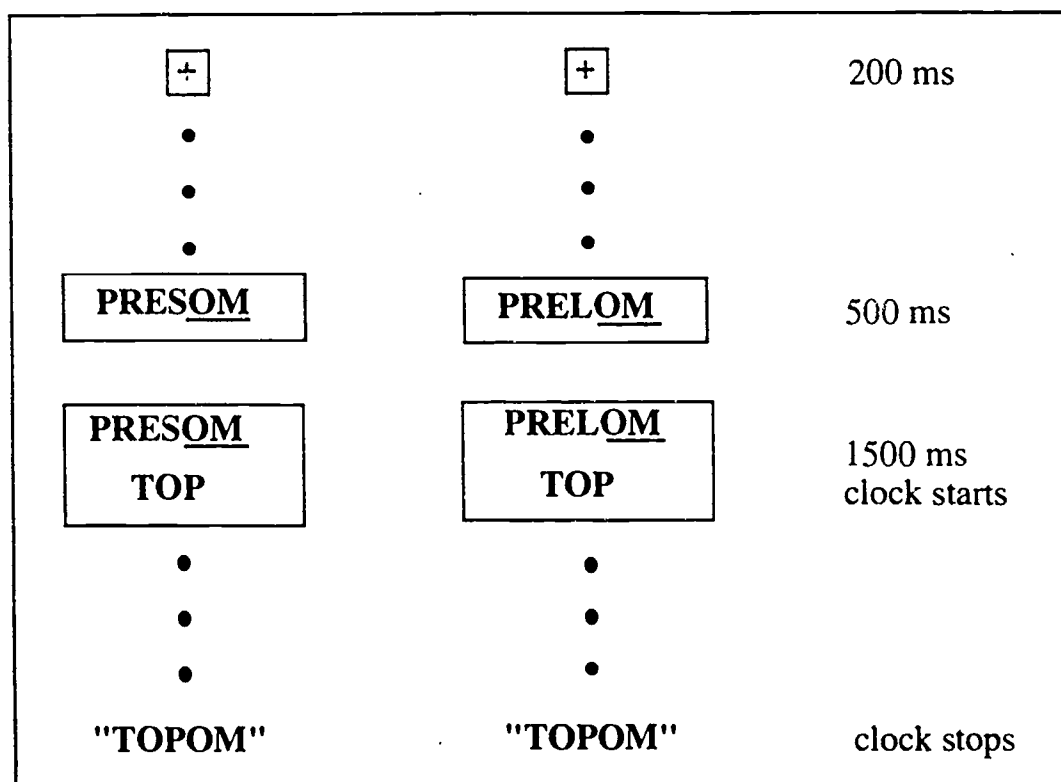 + + 200 ms
PRESOM PRELOM 500 ms
PRESOM PRELOM
TOP TOP
1500 ms
clock starts
"TOPOM" "TOPOM" clock stops